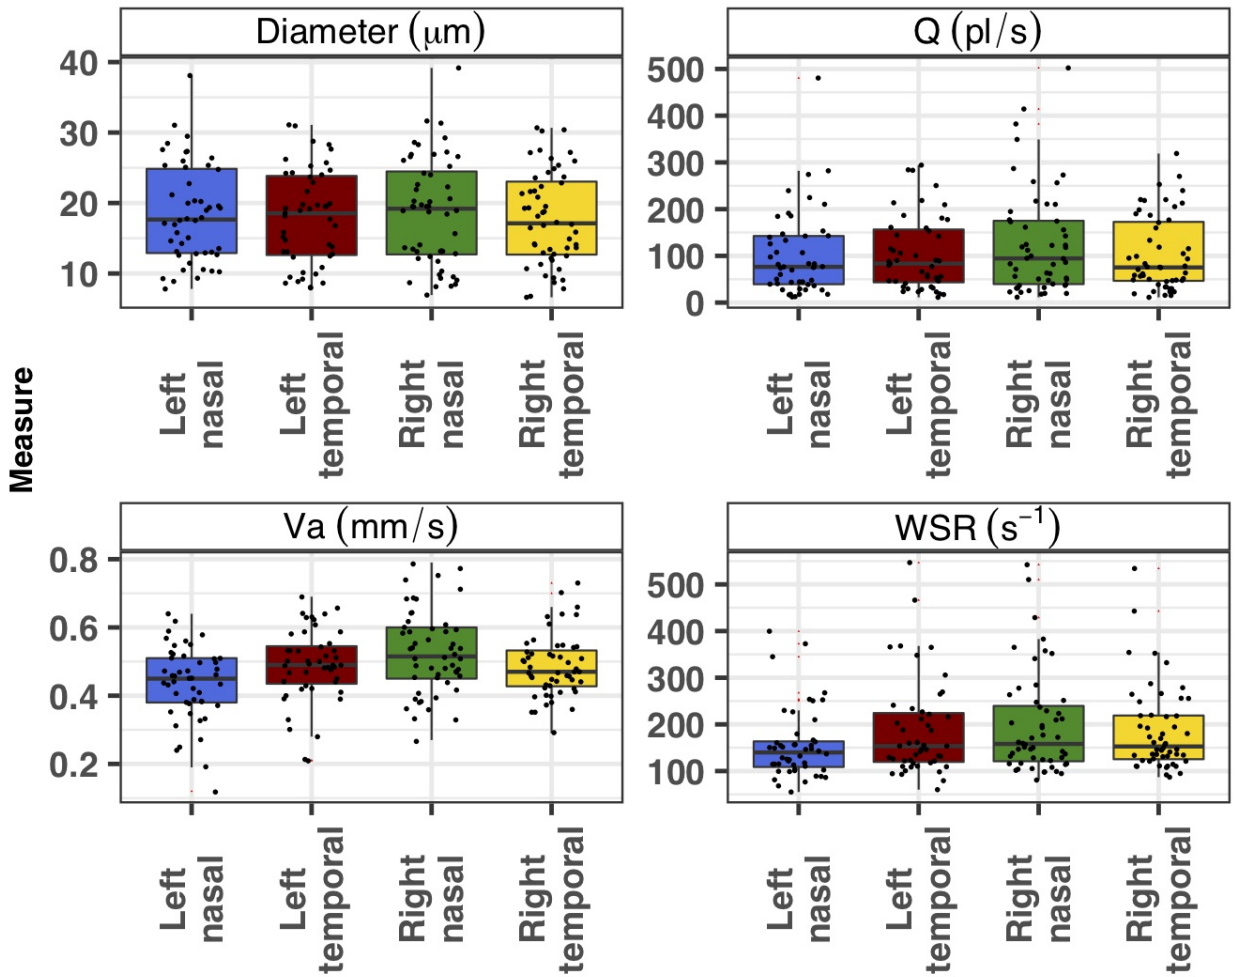 Measure
Diameter (μm)
40
30
20
10
Left
nasal
Left
temporal
Right
nasal
Right
temporal
Q (pl/s)
500
400
300
200
100
0
Left
nasal
Left
temporal
Right
nasal
Right
temporal
Va (mm/s)
0.8
0.6
0.4
0.2
Left
nasal
Left
temporal
Right
nasal
Right
temporal
WSR (s⁻¹)
500
400
300
200
100
Left
nasal
Left
temporal
Right
nasal
Right
temporal